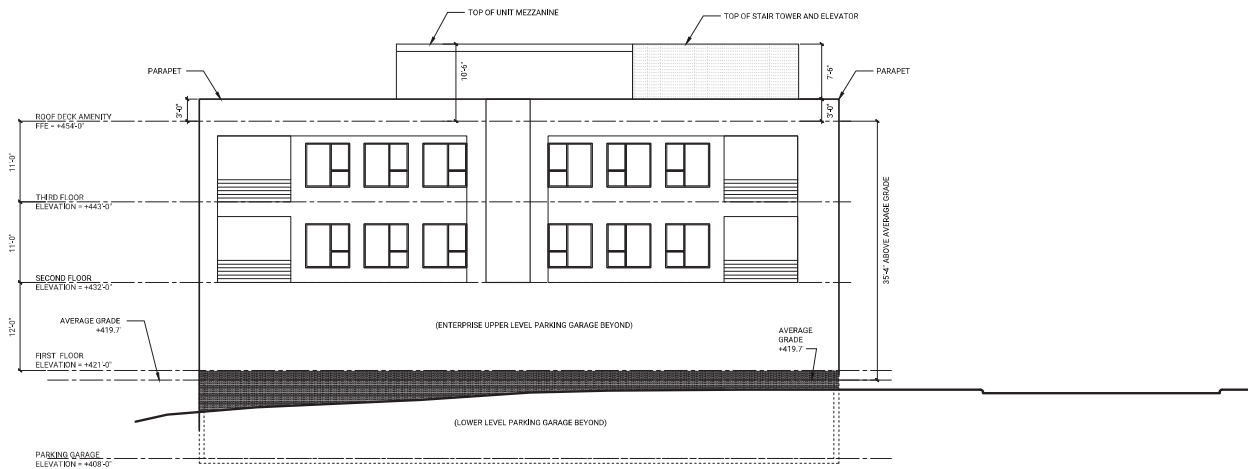 TOP OF UNIT MEZZANINE
TOP OF STAIR TOWER AND ELEVATOR
PARAPET
10'-6"
7'-6"
PARAPET
3'-0"
3'-0"
ROOF DECK AMENITY
FFE = +454'-0"
11'-0"
THIRD FLOOR
ELEVATION = +443'-0"
11'-0"
35'-4" ABOVE AVERAGE GRADE
SECOND FLOOR
ELEVATION = +432'-0"
12'-0"
AVERAGE GRADE
+419.7'
(ENTERPRISE UPPER LEVEL PARKING GARAGE BEYOND)
AVERAGE
GRADE
+419.7'
FIRST FLOOR
ELEVATION = +421'-0"
(LOWER LEVEL PARKING GARAGE BEYOND)
PARKING GARAGE
ELEVATION = +408'-0"